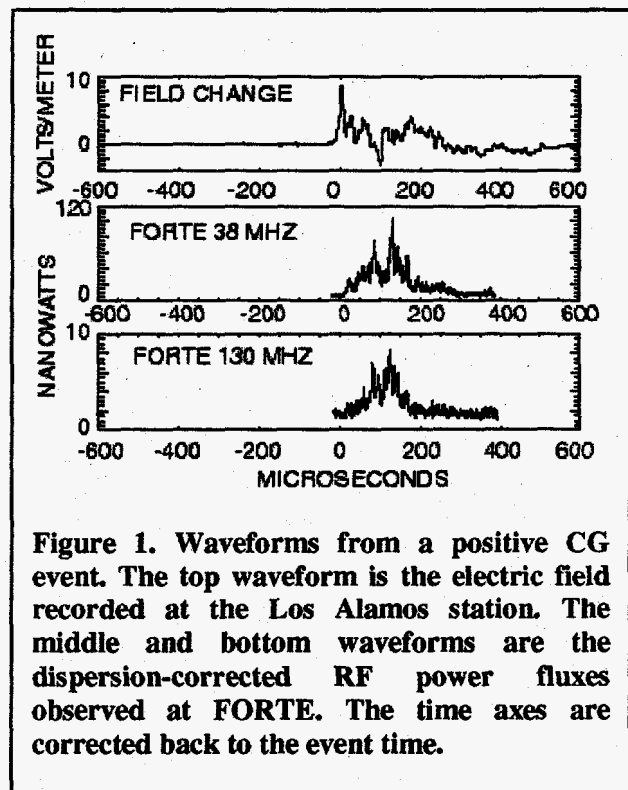 10
FIELD CHANGE
VOLTS/METER
0
-600 -400 -200 0 200 400 600
120
FORTE 38 MHZ
NANOWATTS
0
-600 -400 -200 0 200 400 600
10
FORTE 130 MHZ
0
-600 -400 -200 0 200 400 600
MICROSECONDS
Figure 1. Waveforms from a positive CG
event. The top waveform is the electric field
recorded at the Los Alamos station. The
middle and bottom waveforms are the
dispersion-corrected RF power fluxes
observed at FORTE. The time axes are
corrected back to the event time.